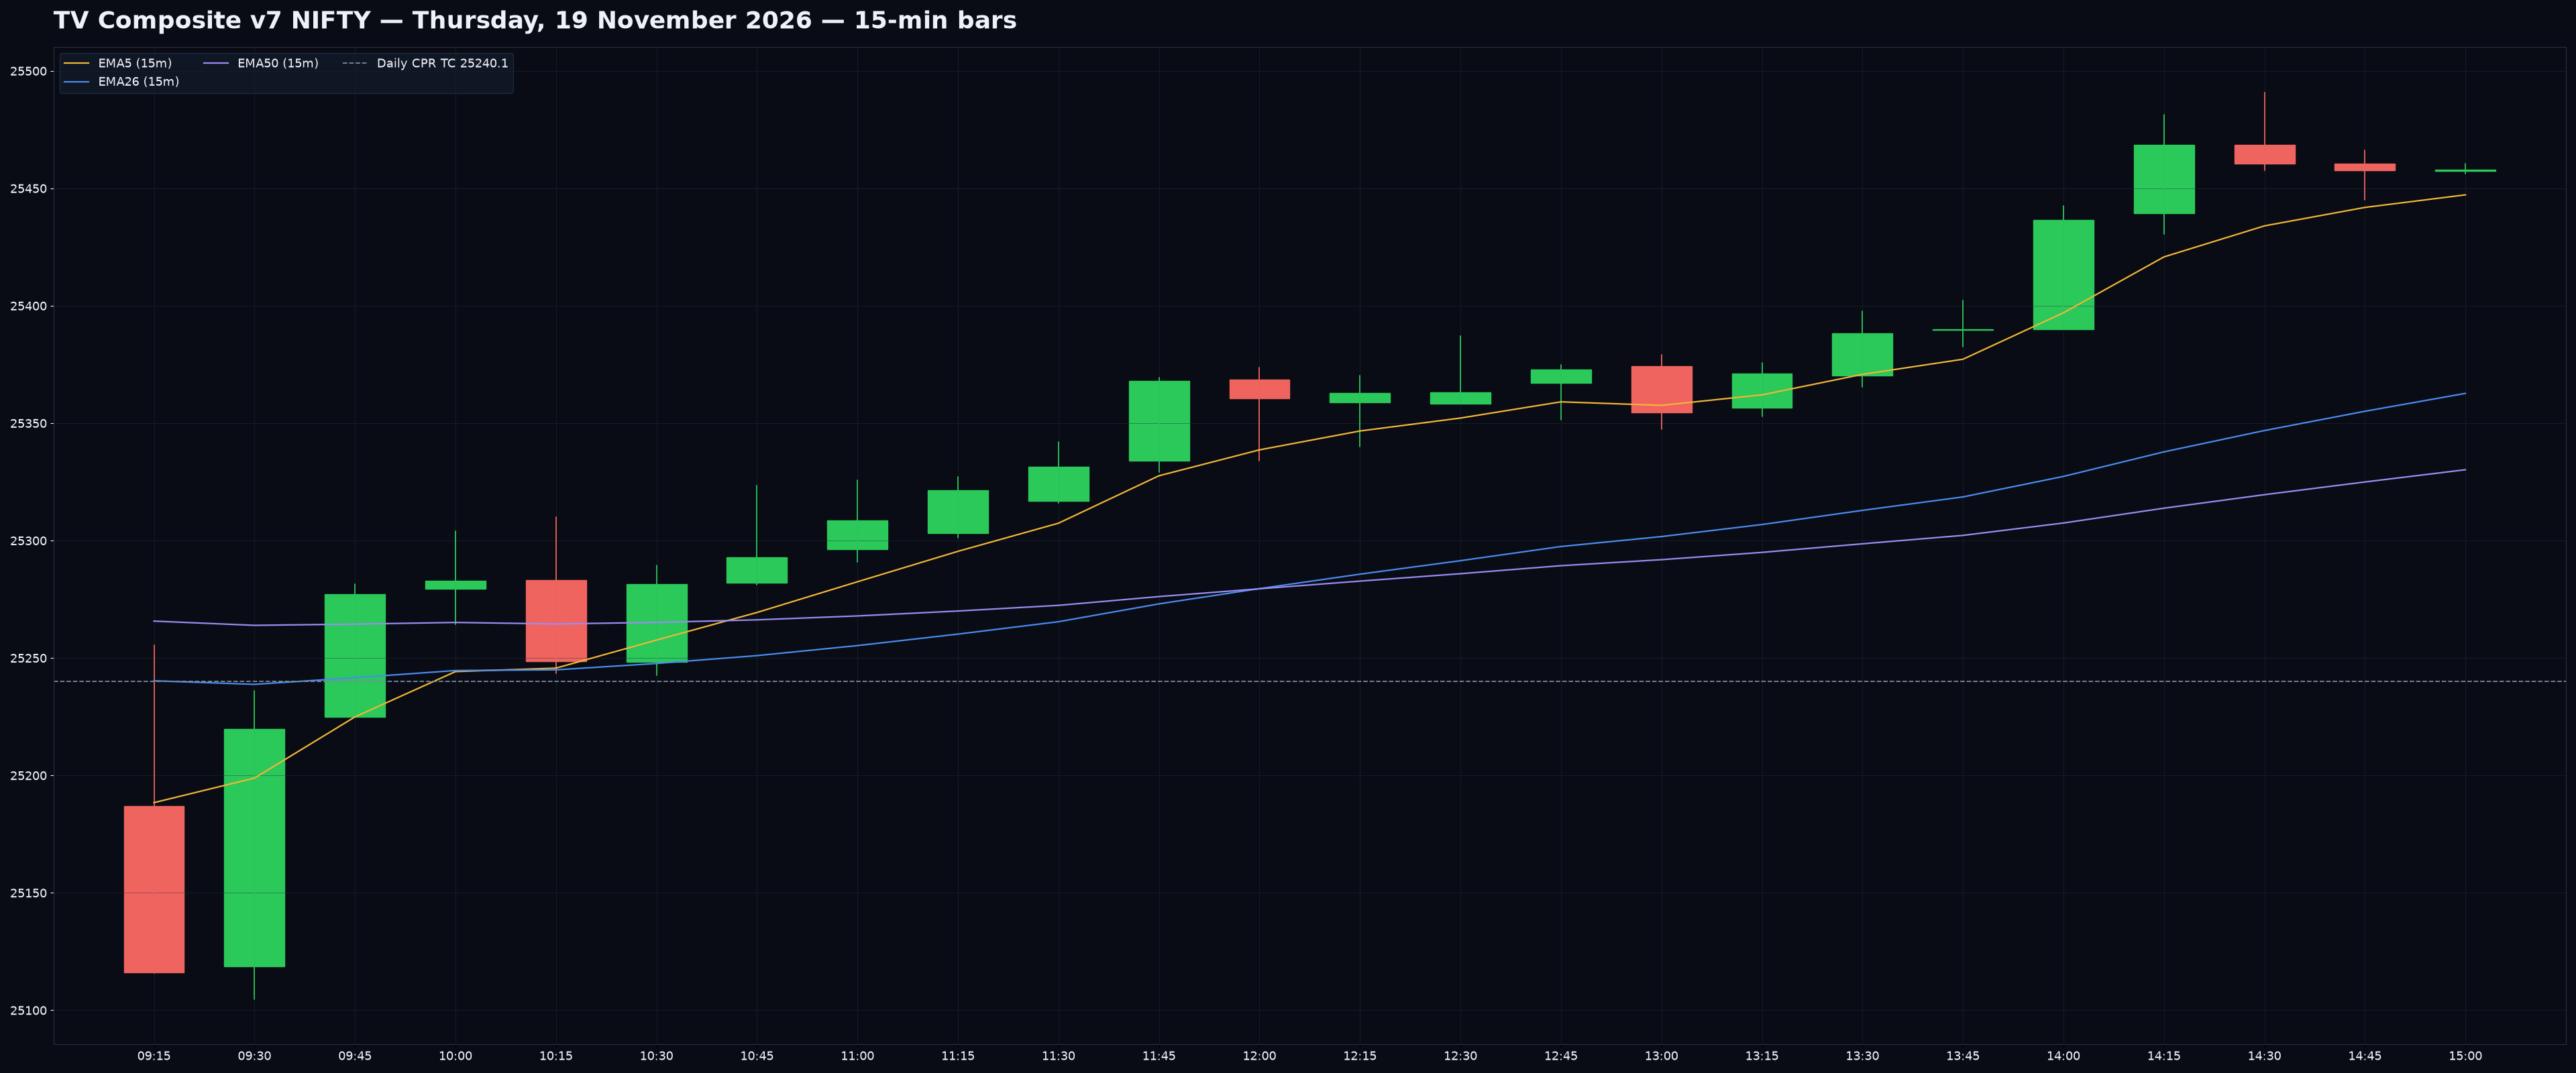 TV Composite v7 NIFTY — Thursday, 19 November 2026 — 15-min bars
EMA5 (15m) EMA50 (15m) Daily CPR TC 25240.1
EMA26 (15m)
25500
25450
25400
25350
25300
25250
25200
25150
25100
09:15 09:30 09:45 10:00 10:15 10:30 10:45 11:00 11:15 11:30 11:45 12:00 12:15 12:30 12:45 13:00 13:15 13:30 13:45 14:00 14:15 14:30 14:45 15:00